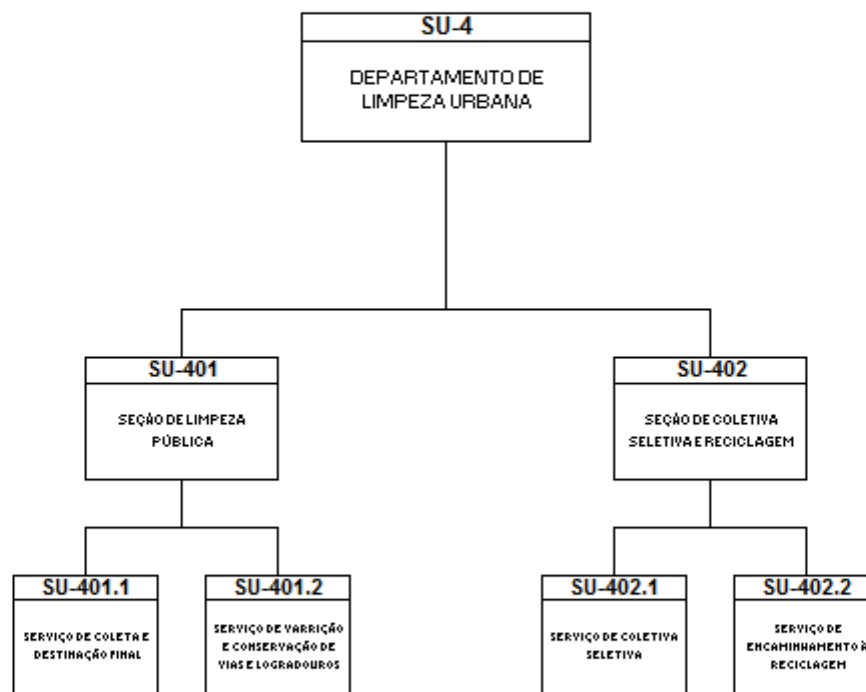 SU-4
DEPARTAMENTO DE
LIMPEZA URBANA
SU-401
SEÇÃO DE LIMPEZA
PÚBLICA
SU-402
SEÇÃO DE COLETIVA
SELETIVA E RECICLAGEM
SU-401.1
SERVIÇO DE COLETA E
DESTINAÇÃO FINAL
SU-401.2
SERVIÇO DE VARRIÇÃO
E CONSERVAÇÃO DE
VIAS E LOGRADOUROS
SU-402.1
SERVIÇO DE COLETIVA
SELETIVA
SU-402.2
SERVIÇO DE
ENCAMINHAMENTO À
RECICLAGEM